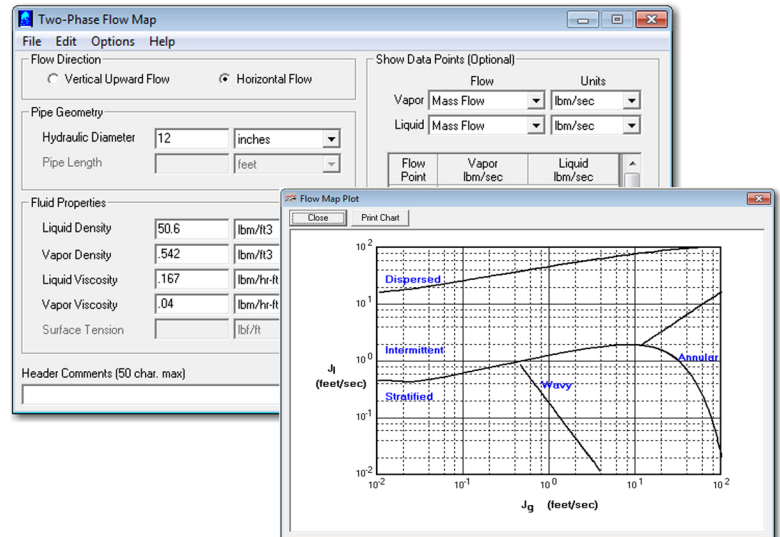 Two-Phase Flow Map
File Edit Options Help
Flow Direction
Vertical Upward Flow Horizontal Flow
Pipe Geometry
Hydraulic Diameter 12 inches
Pipe Length feet
Fluid Properties
Liquid Density 50.6 lbm/ft3
Vapor Density .542 lbm/ft3
Liquid Viscosity .167 lbm/hr-ft
Vapor Viscosity .04 lbm/hr-ft
Surface Tension lbf/ft
Header Comments (50 char. max)
Show Data Points (Optional)
Flow Units
Vapor Mass Flow lbm/sec
Liquid Mass Flow lbm/sec
Flow Point Vapor lbm/sec Liquid lbm/sec
Flow Map Plot
Close Print Chart
10^2
Dispersed
10^1
Intermittent
10^0
Annular
Jl
(feet/sec)
Wavy
Stratified
10^-1
10^-2
10^-2 10^-1 10^0 10^1 10^2
Jg (feet/sec)